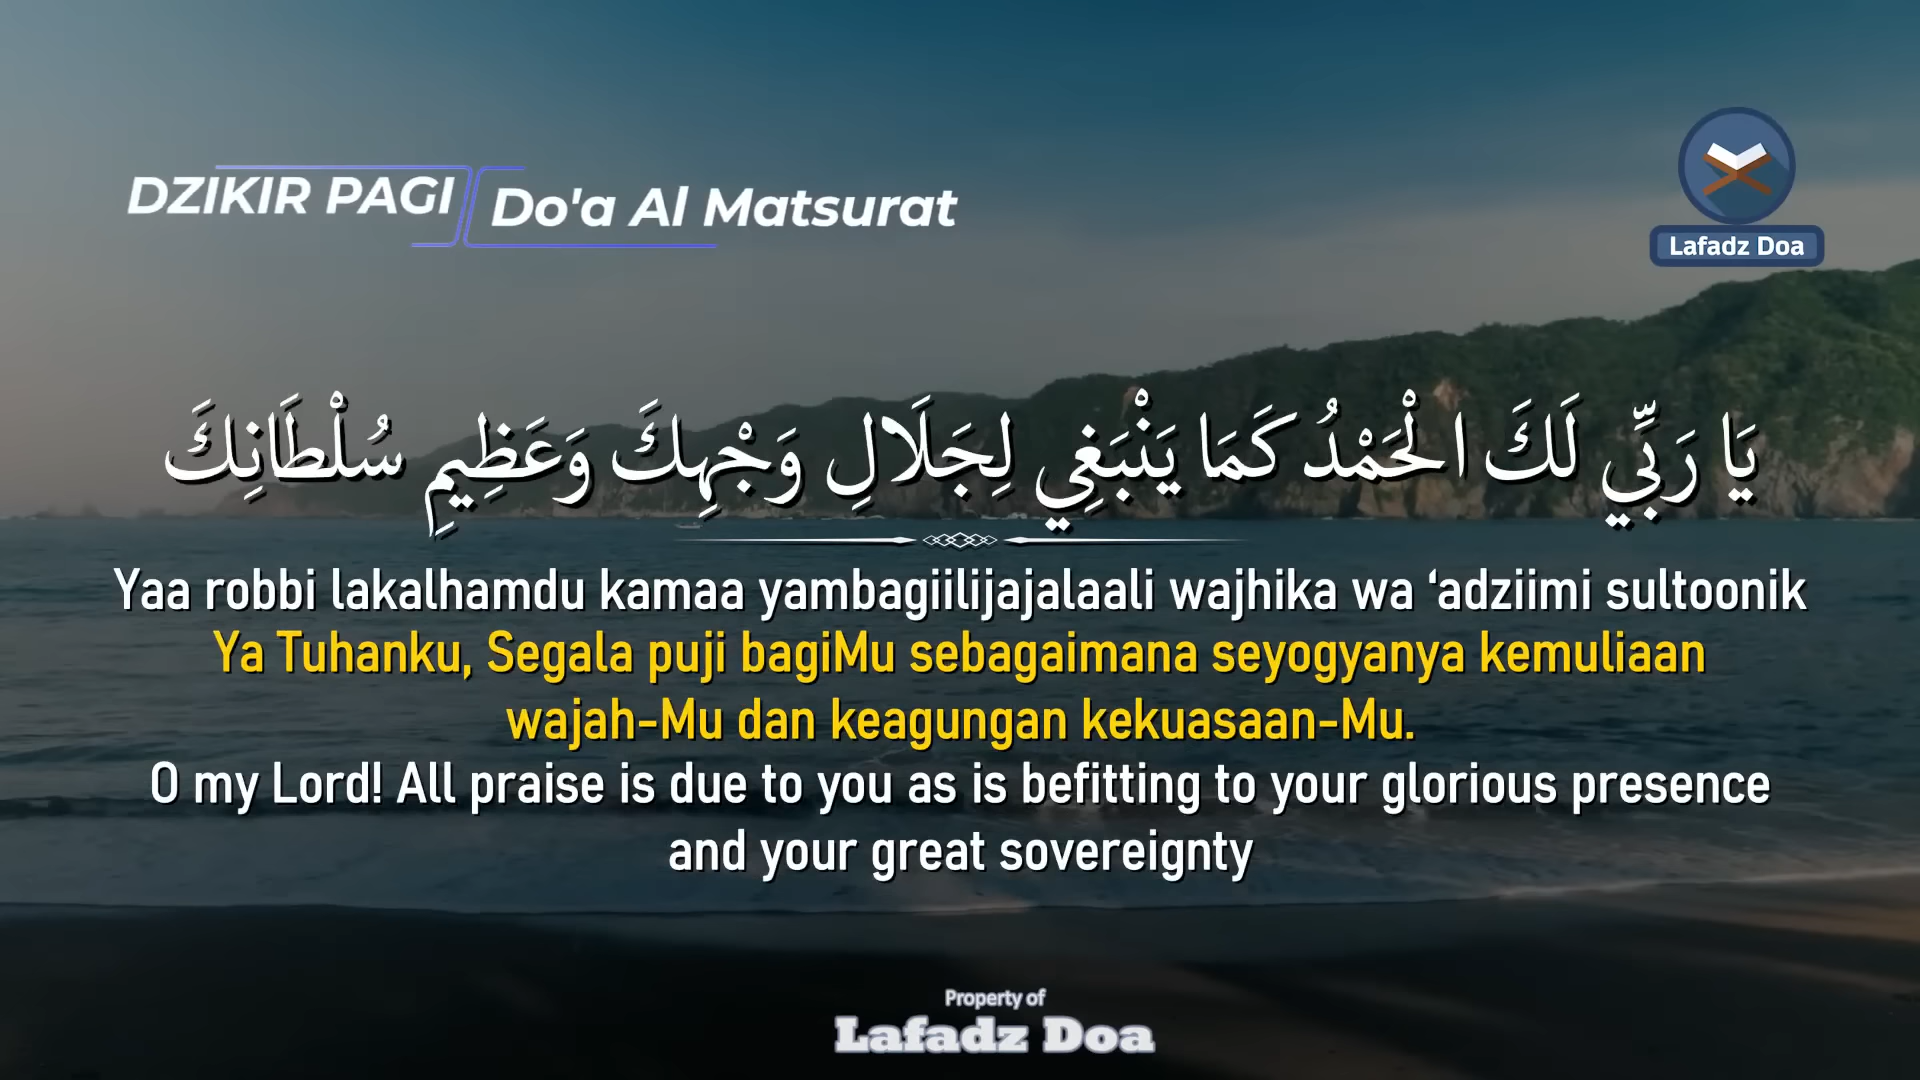 DZIKIR PAGI
Do'a Al Matsurat
Lafadz Doa
يَا رَبِّي لَكَ الْحَمْدُ كَمَا يَنْبَغِي لِجَلَالِ وَجْهِكَ وَعَظِيمِ سُلْطَانِكَ
Yaa robbi lakalhamdu kamaa yambagiilijajalaali wajhika wa ‘adziimi sultoonik
Ya Tuhanku, Segala puji bagiMu sebagaimana seyogyanya kemuliaan
wajah-Mu dan keagungan kekuasaan-Mu.
O my Lord! All praise is due to you as is befitting to your glorious presence
and your great sovereignty
Property of
Lafadz Doa